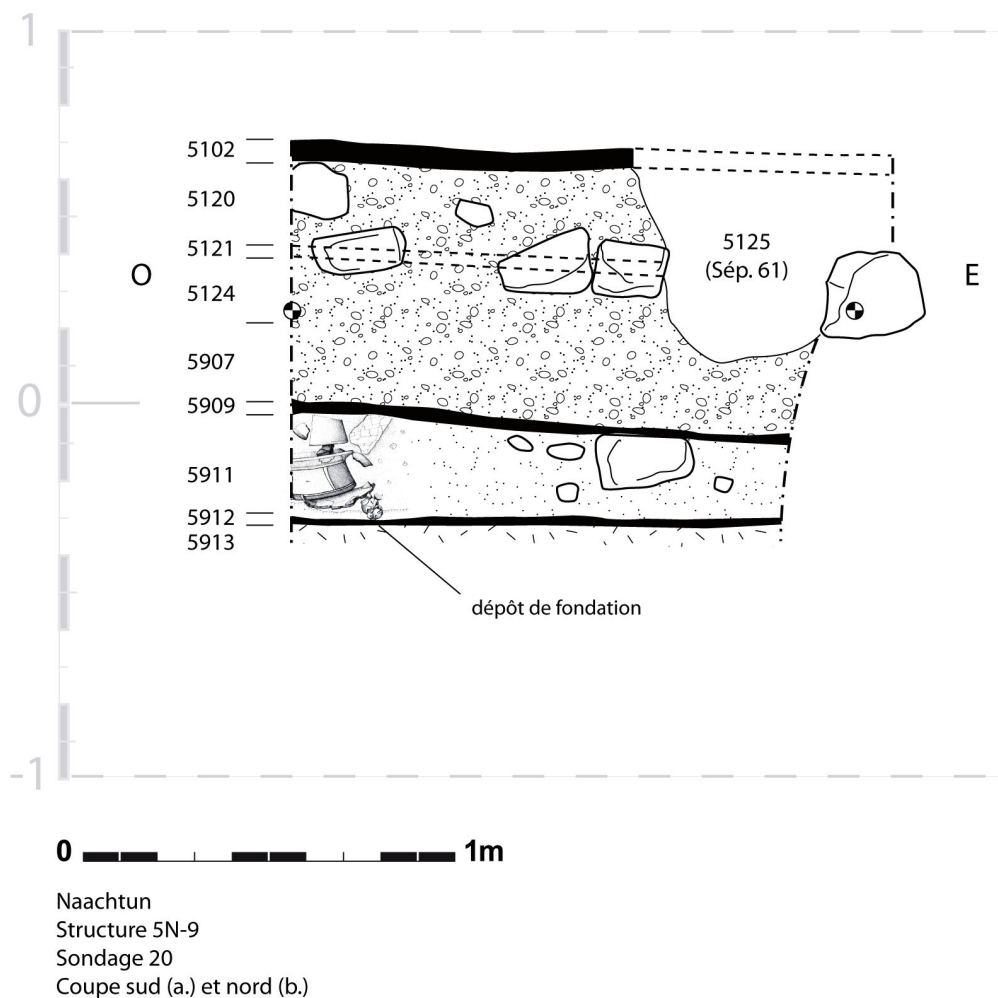 1
5102
5120
5121
O
5125
(Sép. 61)
E
5124
5907
0
5909
5911
5912
5913
dépôt de fondation
-1
0
1m
Naachtun
Structure 5N-9
Sondage 20
Coupe sud (a.) et nord (b.)